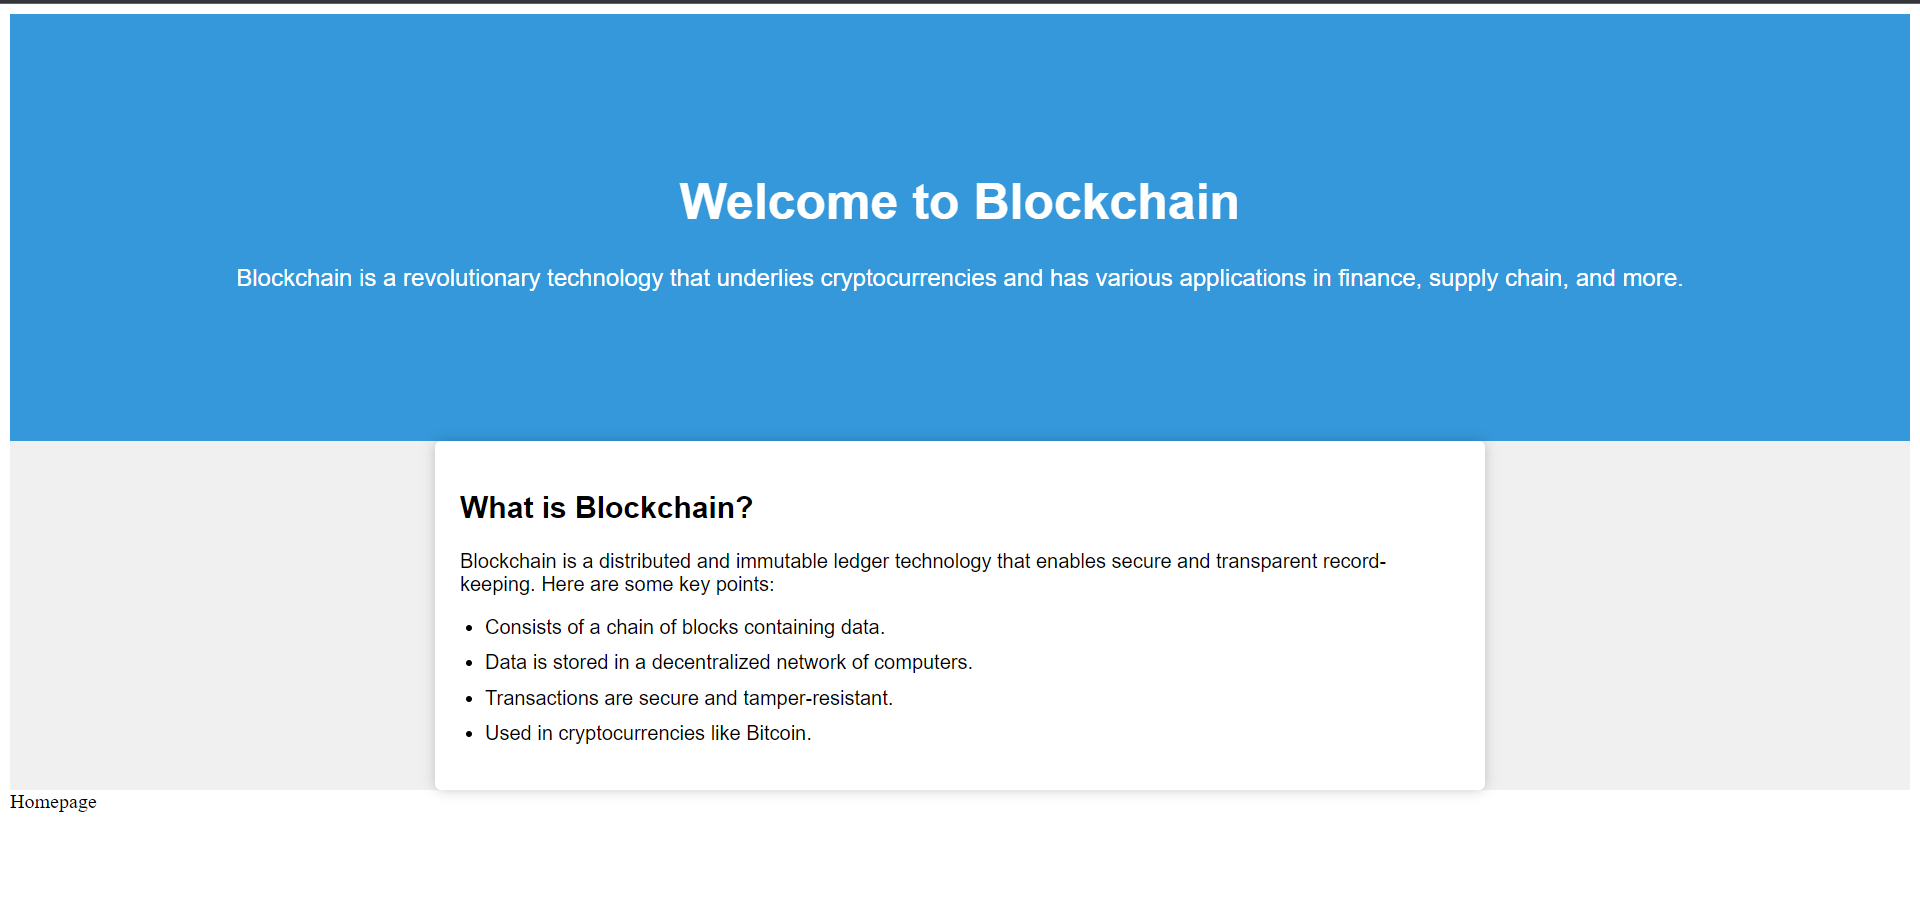 Welcome to Blockchain
Blockchain is a revolutionary technology that underlies cryptocurrencies and has various applications in finance, supply chain, and more.
What is Blockchain?
Blockchain is a distributed and immutable ledger technology that enables secure and transparent record-
keeping. Here are some key points:
• Consists of a chain of blocks containing data.
• Data is stored in a decentralized network of computers.
• Transactions are secure and tamper-resistant.
• Used in cryptocurrencies like Bitcoin.
Homepage